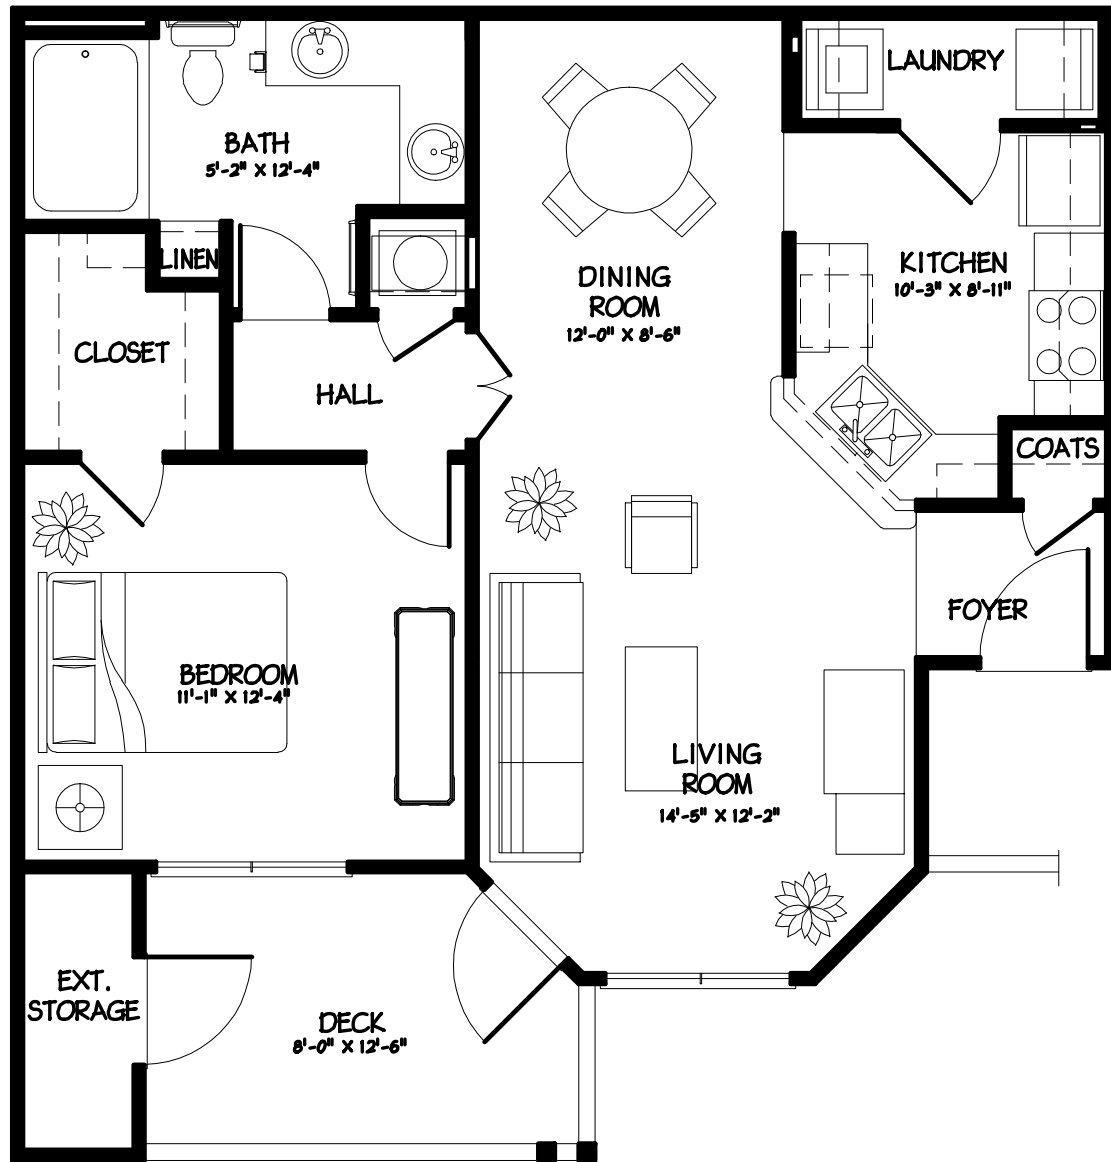 LAUNDRY
BATH
5'-2" X 12'-4"
LINEN
DINING
ROOM
12'-0" X 8'-6"
KITCHEN
10'-3" X 8'-11"
CLOSET
HALL
COATS
FOYER
BEDROOM
11'-1" X 12'-4"
LIVING
ROOM
14'-5" X 12'-2"
EXT.
STORAGE
DECK
8'-0" X 12'-6"